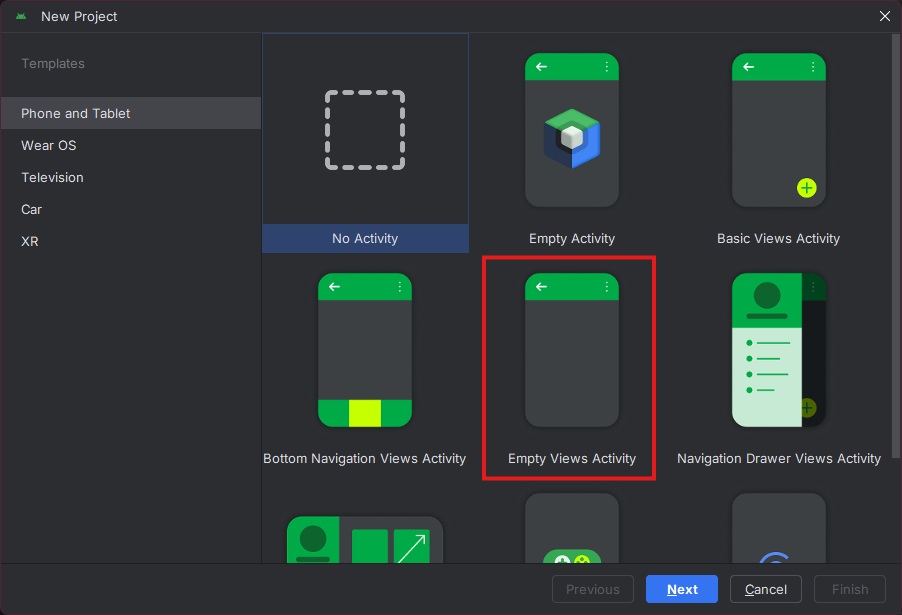 New Project
Templates
Phone and Tablet
Wear OS
Television
Car
XR
No Activity
Empty Activity
Basic Views Activity
Bottom Navigation Views Activity
Empty Views Activity
Navigation Drawer Views Activity
Previous
Next
Cancel
Finish